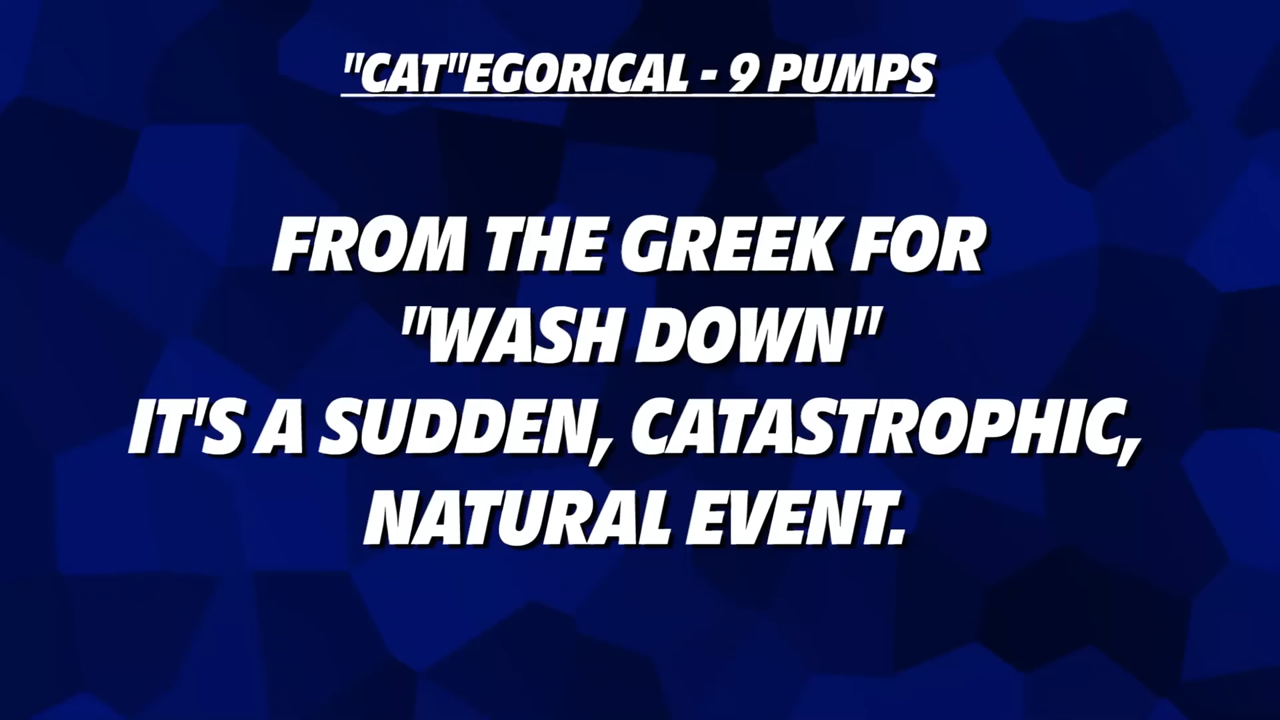 "CAT"EGORICAL - 9 PUMPS
FROM THE GREEK FOR
"WASH DOWN"
IT'S A SUDDEN, CATASTROPHIC,
NATURAL EVENT.